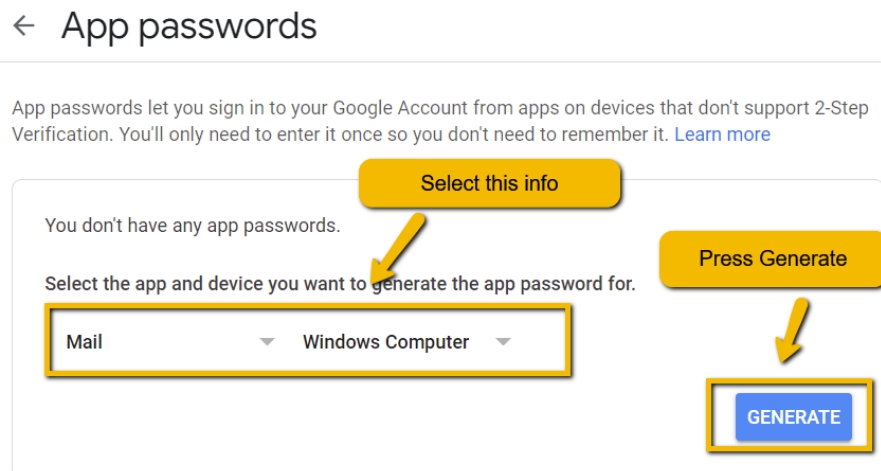 App passwords
App passwords let you sign in to your Google Account from apps on devices that don't support 2-Step
Verification. You'll only need to enter it once so you don't need to remember it. Learn more
Select this info
You don't have any app passwords.
Press Generate
Select the app and device you want to generate the app password for.
Mail Windows Computer
GENERATE